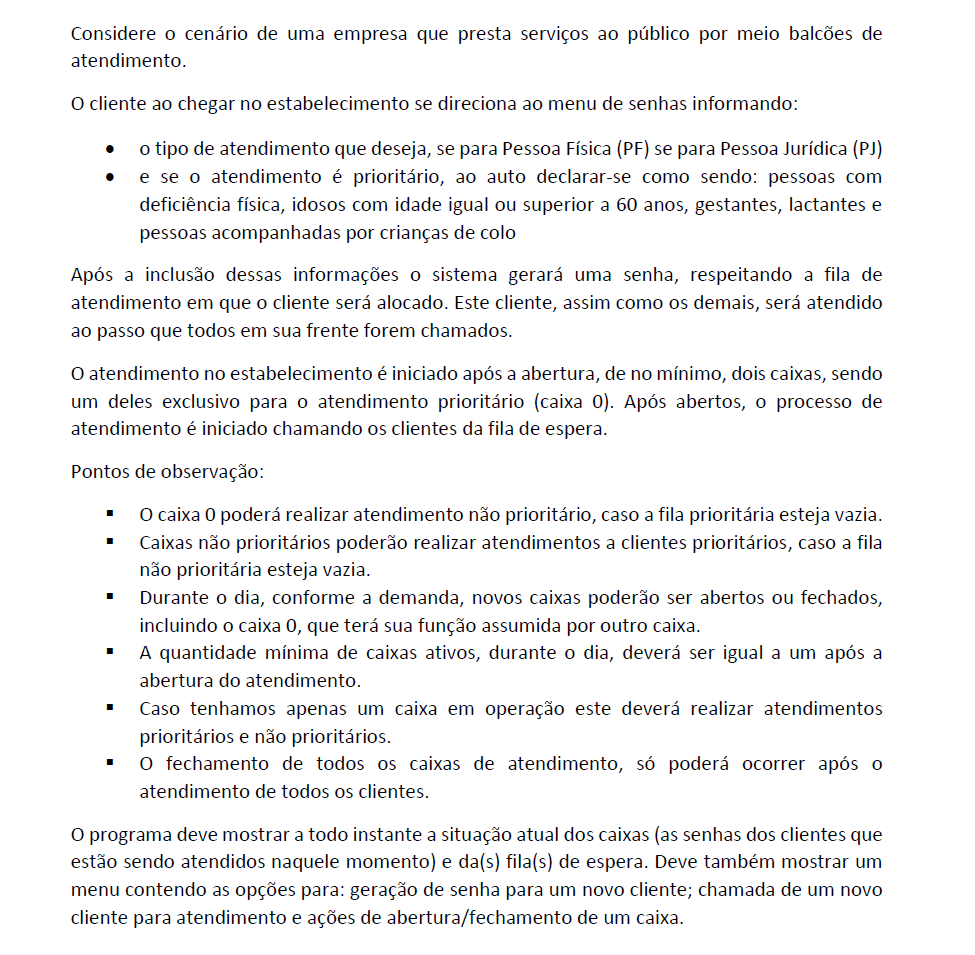 Considere o cenário de uma empresa que presta serviços ao público por meio balcões de
atendimento.
O cliente ao chegar no estabelecimento se direciona ao menu de senhas informando:
● o tipo de atendimento que deseja, se para Pessoa Física (PF) se para Pessoa Jurídica (PJ)
● e se o atendimento é prioritário, ao auto declarar-se como sendo: pessoas com
deficiência física, idosos com idade igual ou superior a 60 anos, gestantes, lactantes e
pessoas acompanhadas por crianças de colo
Após a inclusão dessas informações o sistema gerará uma senha, respeitando a fila de
atendimento em que o cliente será alocado. Este cliente, assim como os demais, será atendido
ao passo que todos em sua frente forem chamados.
O atendimento no estabelecimento é iniciado após a abertura, de no mínimo, dois caixas, sendo
um deles exclusivo para o atendimento prioritário (caixa 0). Após abertos, o processo de
atendimento é iniciado chamando os clientes da fila de espera.
Pontos de observação:
▪ O caixa 0 poderá realizar atendimento não prioritário, caso a fila prioritária esteja vazia.
▪ Caixas não prioritários poderão realizar atendimentos a clientes prioritários, caso a fila
não prioritária esteja vazia.
▪ Durante o dia, conforme a demanda, novos caixas poderão ser abertos ou fechados,
incluindo o caixa 0, que terá sua função assumida por outro caixa.
▪ A quantidade mínima de caixas ativos, durante o dia, deverá ser igual a um após a
abertura do atendimento.
▪ Caso tenhamos apenas um caixa em operação este deverá realizar atendimentos
prioritários e não prioritários.
▪ O fechamento de todos os caixas de atendimento, só poderá ocorrer após o
atendimento de todos os clientes.
O programa deve mostrar a todo instante a situação atual dos caixas (as senhas dos clientes que
estão sendo atendidos naquele momento) e da(s) fila(s) de espera. Deve também mostrar um
menu contendo as opções para: geração de senha para um novo cliente; chamada de um novo
cliente para atendimento e ações de abertura/fechamento de um caixa.